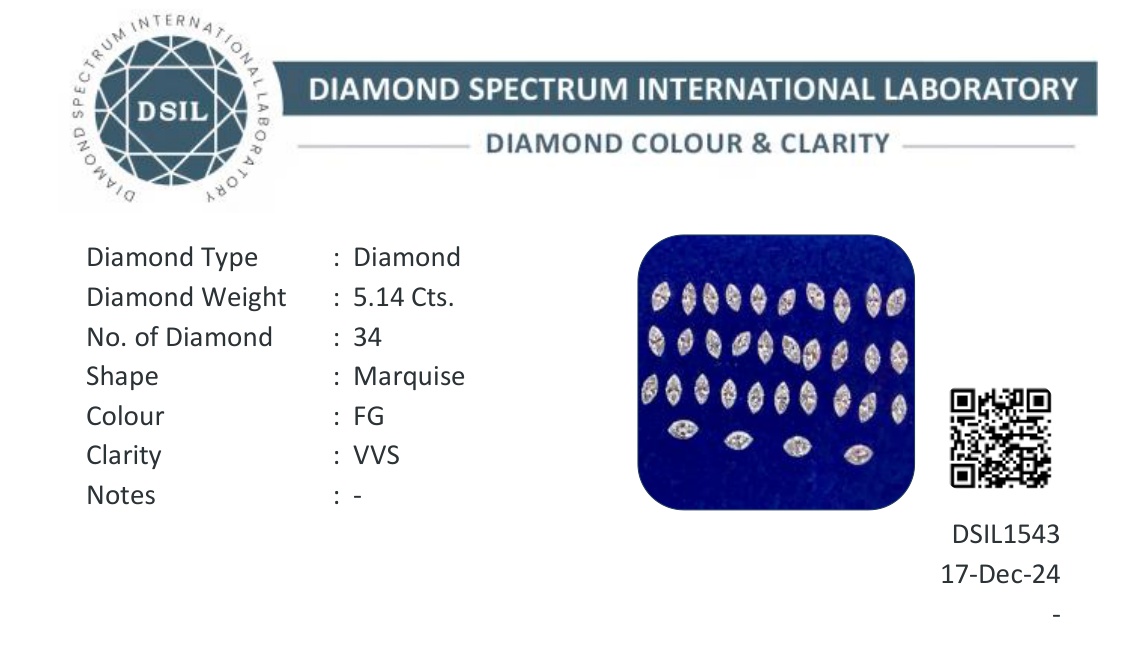 DIAMOND SPECTRUM INTERNATIONAL LABORATORY
DSIL
DIAMOND SPECTRUM INTERNATIONAL LABORATORY
DIAMOND COLOUR & CLARITY
Diamond Type : Diamond
Diamond Weight : 5.14 Cts.
No. of Diamond : 34
Shape : Marquise
Colour : FG
Clarity : VVS
Notes : -
DSIL1543
17-Dec-24
-